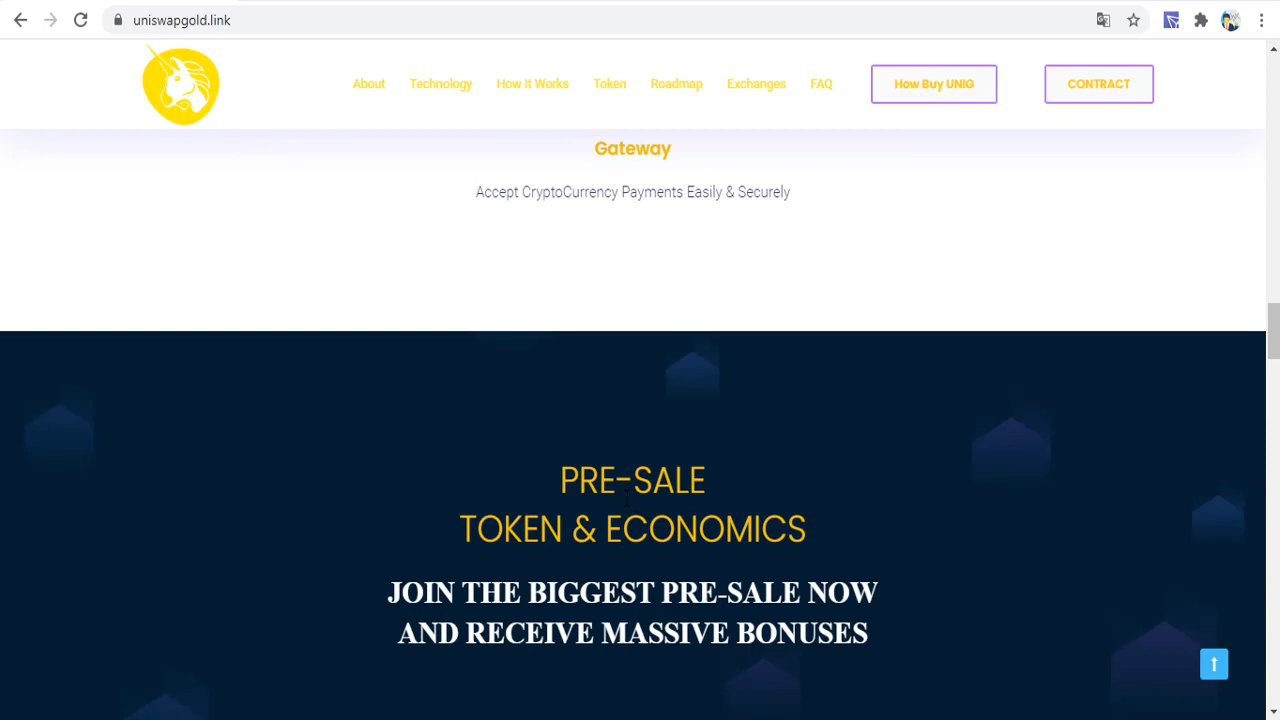 uniswapgold.link
About Technology How It Works Token Roadmap Exchanges FAQ How Buy UNIG CONTRACT
Gateway
Accept CryptoCurrency Payments Easily & Securely
PRE-SALE
TOKEN & ECONOMICS
JOIN THE BIGGEST PRE-SALE NOW
AND RECEIVE MASSIVE BONUSES